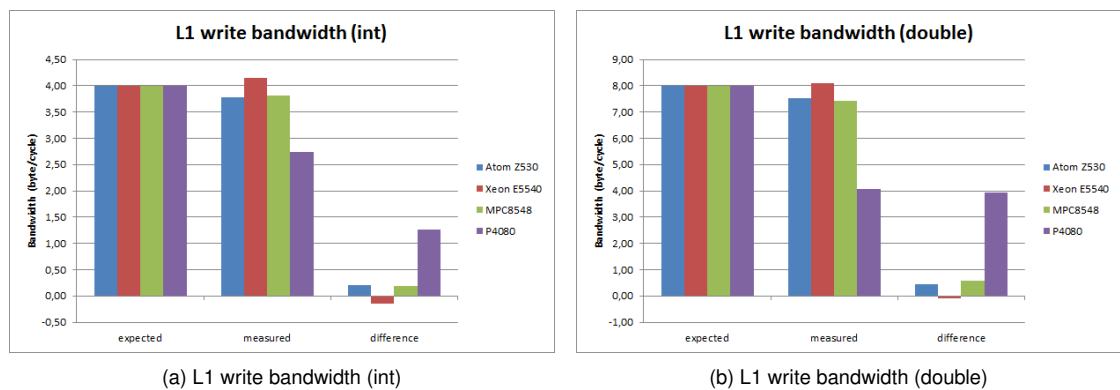 L1 write bandwidth (int)
Bandwidth (byte/cycle)
4,50
4,00
3,50
3,00
2,50
2,00
1,50
1,00
0,50
0,00
-0,50
expected measured difference
Atom Z530
Xeon E5540
MPC8548
P4080
(a) L1 write bandwidth (int)
L1 write bandwidth (double)
Bandwidth (byte/cycle)
9,00
8,00
7,00
6,00
5,00
4,00
3,00
2,00
1,00
0,00
-1,00
expected measured difference
Atom Z530
Xeon E5540
MPC8548
P4080
(b) L1 write bandwidth (double)